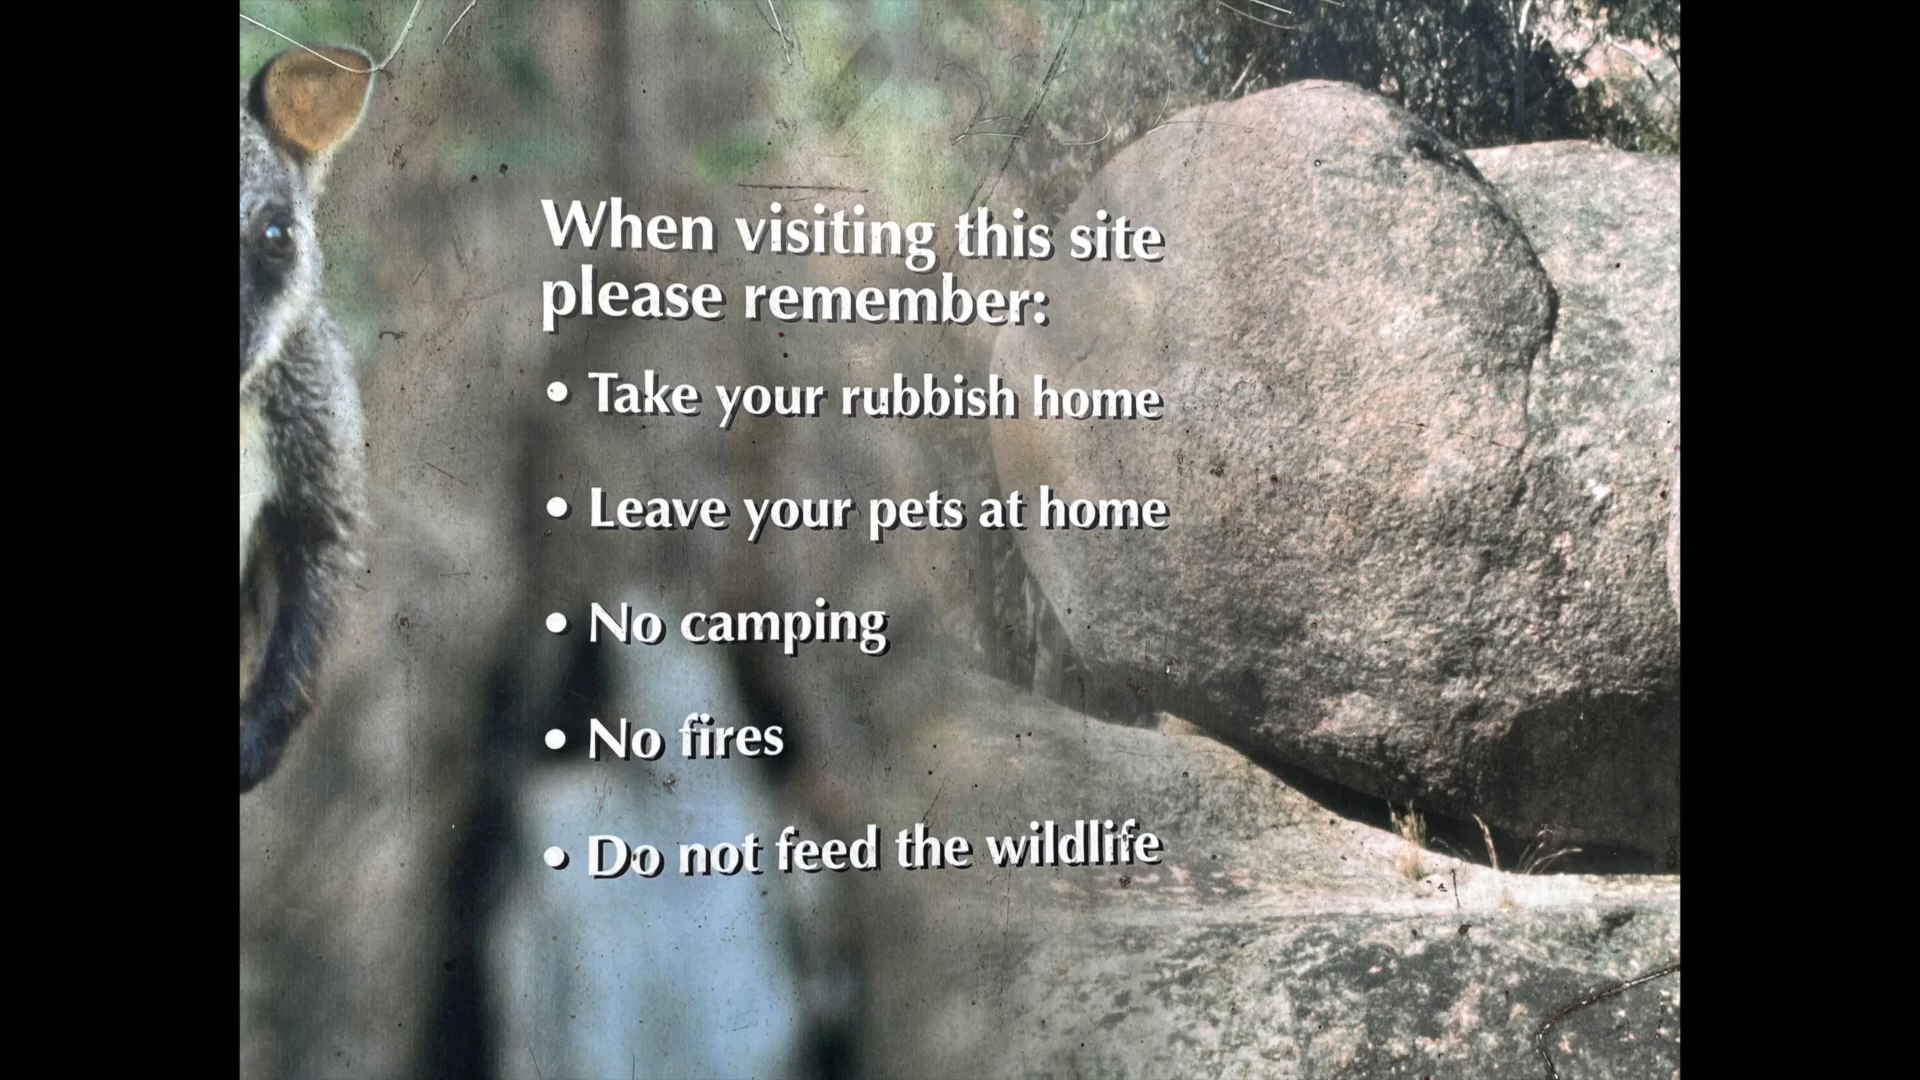 When visiting this site
please remember:
• Take your rubbish home
• Leave your pets at home
• No camping
• No fires
• Do not feed the wildlife